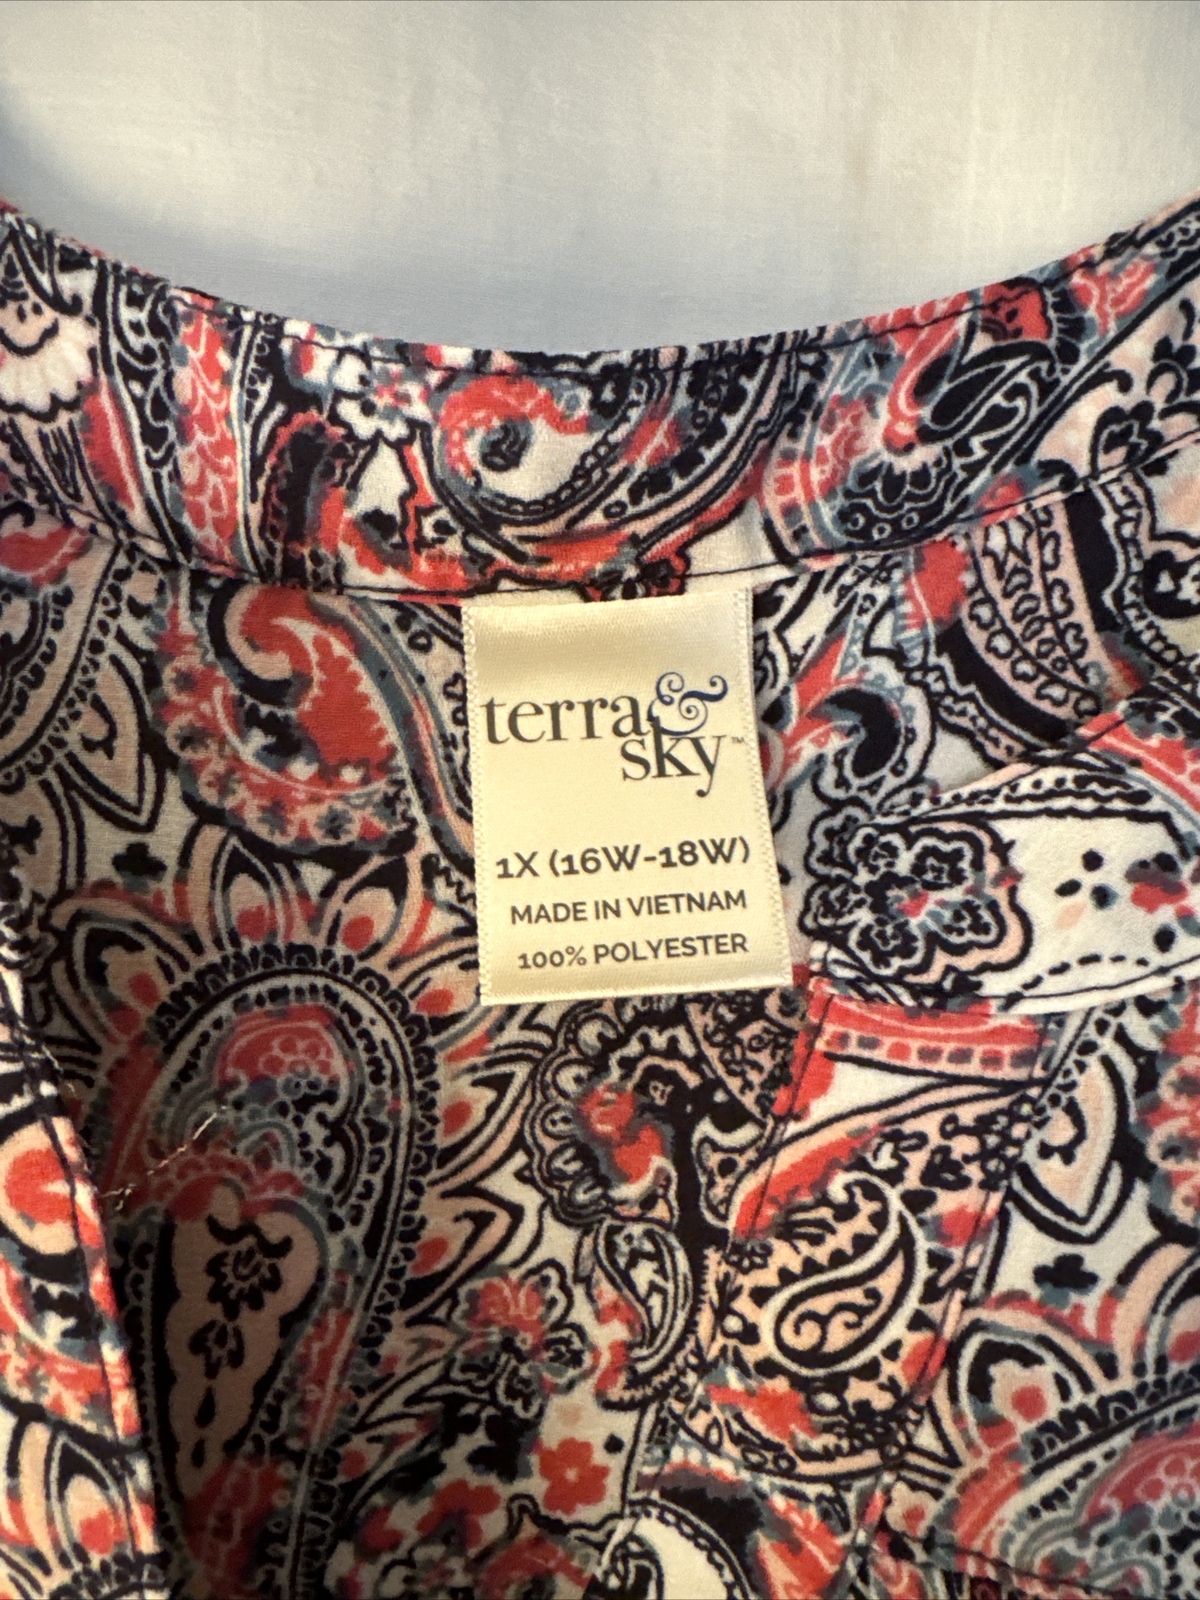 terra &
sky™
1X (16W-18W)
MADE IN VIETNAM
100% POLYESTER